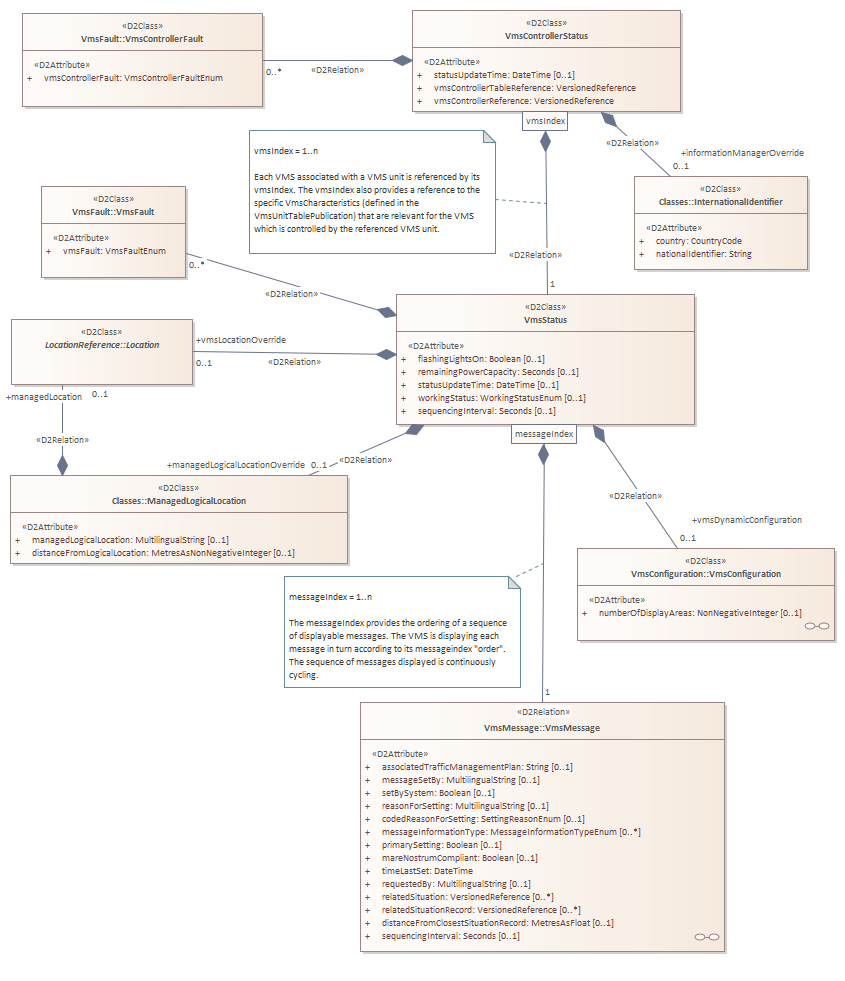 «D2Class»
VmsFault::VmsControllerFault
«D2Attribute»
+ vmsControllerFault: VmsControllerFaultEnum
0..*
«D2Relation»
«D2Class»
VmsControllerStatus
«D2Attribute»
+ statusUpdateTime: DateTime [0..1]
+ vmsControllerTableReference: VersionedReference
+ vmsControllerReference: VersionedReference
vmsIndex
«D2Relation»
+informationManagerOverride
0..1
«D2Class»
Classes::InternationalIdentifier
«D2Attribute»
+ country: CountryCode
+ nationalIdentifier: String
vmsIndex = 1..n
Each VMS associated with a VMS unit is referenced by its
vmsIndex. The vmsIndex also provides a reference to the
specific VmsCharacteristics (defined in the
VmsUnitTablePublication) that are relevant for the VMS
which is controlled by the referenced VMS unit.
«D2Class»
VmsFault::VmsFault
«D2Attribute»
+ vmsFault: VmsFaultEnum
0..*
«D2Relation»
«D2Relation»
1
«D2Class»
VmsStatus
«D2Attribute»
+ flashingLightsOn: Boolean [0..1]
+ remainingPowerCapacity: Seconds [0..1]
+ statusUpdateTime: DateTime [0..1]
+ workingStatus: WorkingStatusEnum [0..1]
+ sequencingInterval: Seconds [0..1]
messageIndex
«D2Class»
LocationReference::Location
+vmsLocationOverride
0..1
«D2Relation»
+managedLocation
0..1
«D2Relation»
+managedLogicalLocationOverride
0..1
«D2Relation»
«D2Class»
Classes::ManagedLogicalLocation
«D2Attribute»
+ managedLogicalLocation: MultilingualString [0..1]
+ distanceFromLogicalLocation: MetresAsNonNegativeInteger [0..1]
«D2Relation»
+vmsDynamicConfiguration
0..1
«D2Class»
VmsConfiguration::VmsConfiguration
«D2Attribute»
+ numberOfDisplayAreas: NonNegativeInteger [0..1]
messageIndex = 1..n
The messageIndex provides the ordering of a sequence
of displayable messages. The VMS is displaying each
message in turn according to its messageindex "order".
The sequence of messages displayed is continuously
cycling.
1
«D2Relation»
VmsMessage::VmsMessage
«D2Attribute»
+ associatedTrafficManagementPlan: String [0..1]
+ messageSetBy: MultilingualString [0..1]
+ setBySystem: Boolean [0..1]
+ reasonForSetting: MultilingualString [0..1]
+ codedReasonForSetting: SettingReasonEnum [0..1]
+ messageInformationType: MessageInformationTypeEnum [0..*]
+ primarySetting: Boolean [0..1]
+ mareNostrumCompliant: Boolean [0..1]
+ timeLastSet: DateTime
+ requestedBy: MultilingualString [0..1]
+ relatedSituation: VersionedReference [0..*]
+ relatedSituationRecord: VersionedReference [0..*]
+ distanceFromClosestSituationRecord: MetresAsFloat [0..1]
+ sequencingInterval: Seconds [0..1]